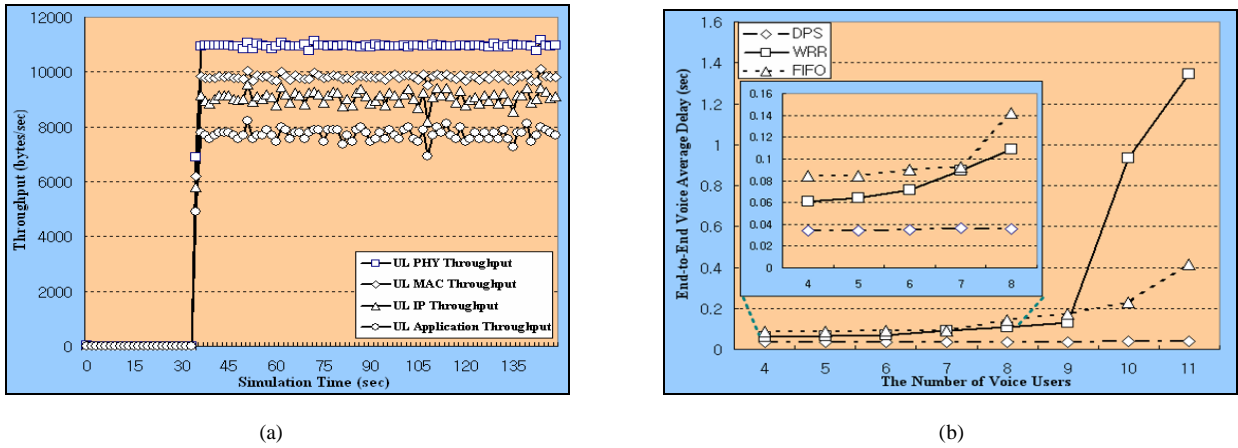 12000
10000
8000
6000
4000
2000
0
Throughput (bytes/sec)
UL PHY Throughput
UL MAC Throughput
UL IP Throughput
UL Application Throughput
0 15 30 45 60 75 90 105 120 135
Simulation Time (sec)
(a)
1.6
1.4
1.2
1
0.8
0.6
0.4
0.2
0
End-to-End Voice Average Delay (sec)
DPS
WRR
FIFO
0.16
0.14
0.12
0.1
0.08
0.06
0.04
0.02
0
4 5 6 7 8
4 5 6 7 8 9 10 11
The Number of Voice Users
(b)